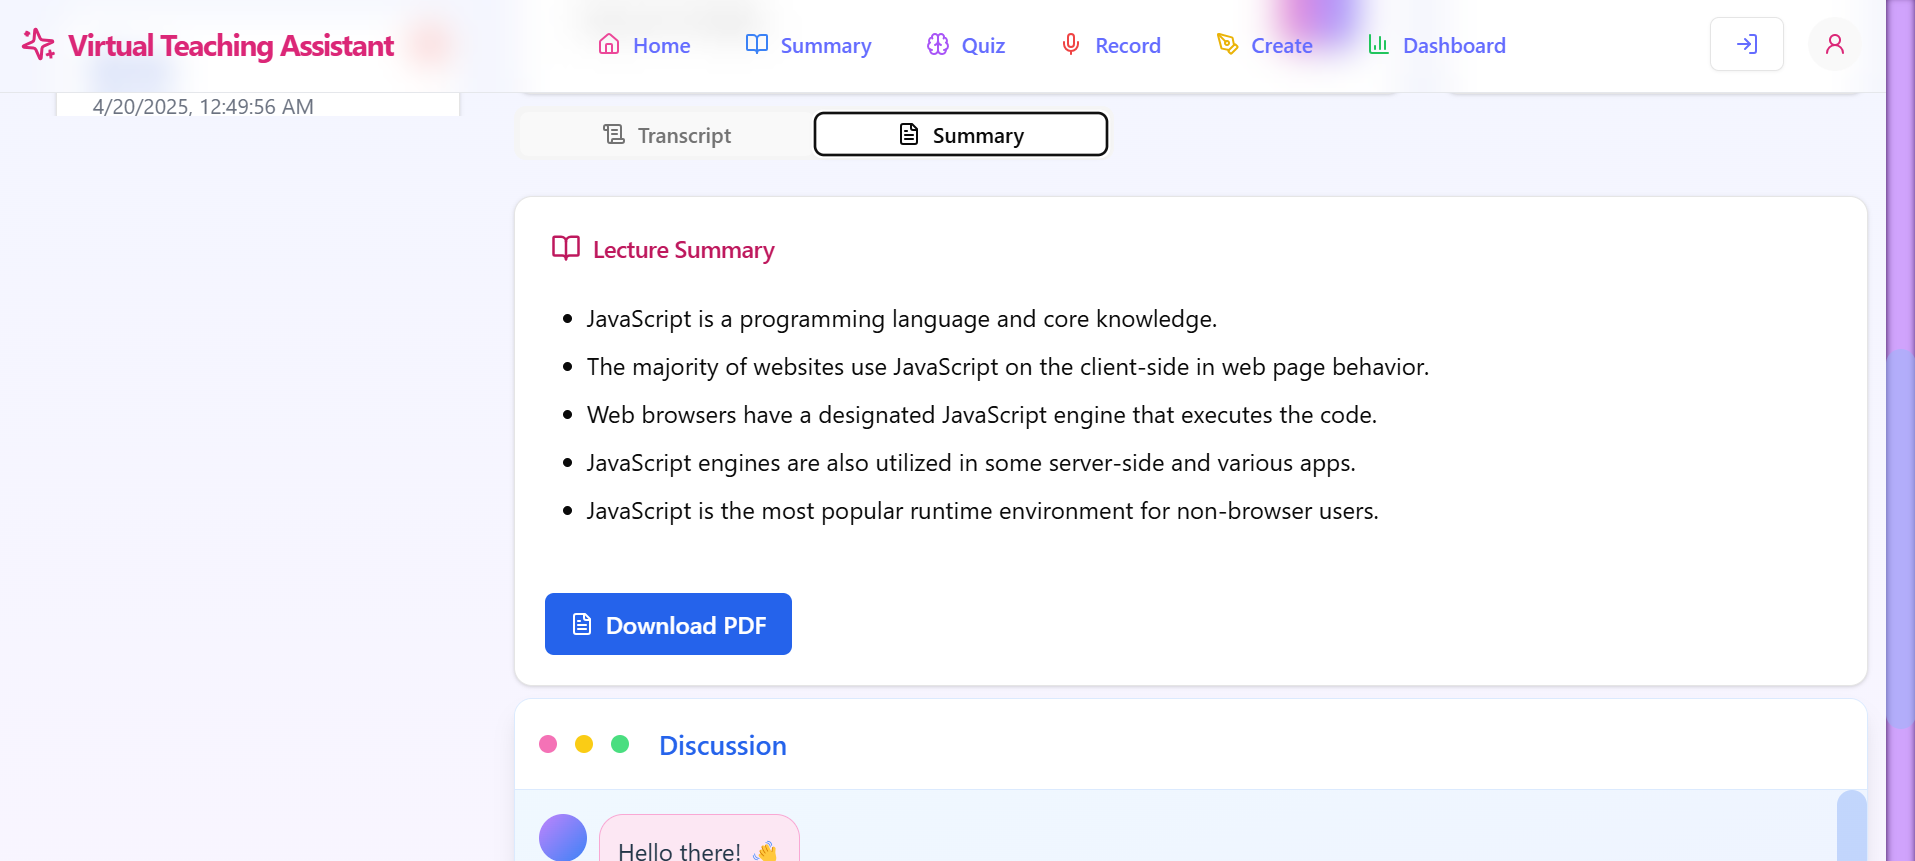 Virtual Teaching Assistant
Home Summary Quiz Record Create Dashboard
4/20/2025, 12:49:56 AM
Transcript Summary
Lecture Summary
JavaScript is a programming language and core knowledge.
The majority of websites use JavaScript on the client-side in web page behavior.
Web browsers have a designated JavaScript engine that executes the code.
JavaScript engines are also utilized in some server-side and various apps.
JavaScript is the most popular runtime environment for non-browser users.
Download PDF
Discussion
Hello there! 👋